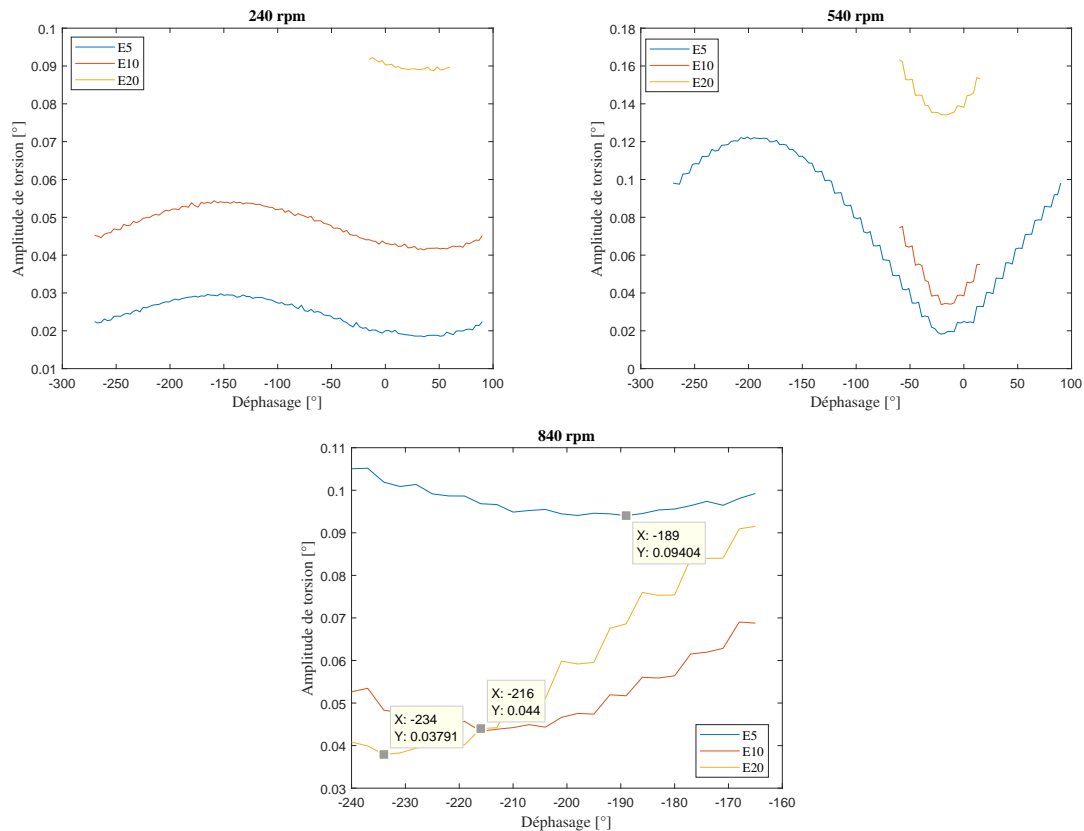 240 rpm
0.1
0.09
0.08
0.07
0.06
0.05
0.04
0.03
0.02
0.01
Amplitude de torsion [°]
E5
E10
E20
-300 -250 -200 -150 -100 -50 0 50 100
Déphasage [°]
540 rpm
0.18
0.16
0.14
0.12
0.1
0.08
0.06
0.04
0.02
0
Amplitude de torsion [°]
E5
E10
E20
-300 -250 -200 -150 -100 -50 0 50 100
Déphasage [°]
840 rpm
0.11
0.1
0.09
0.08
0.07
0.06
0.05
0.04
0.03
Amplitude de torsion [°]
X: -189
Y: 0.09404
X: -216
Y: 0.044
X: -234
Y: 0.03791
E5
E10
E20
-240 -230 -220 -210 -200 -190 -180 -170 -160
Déphasage [°]